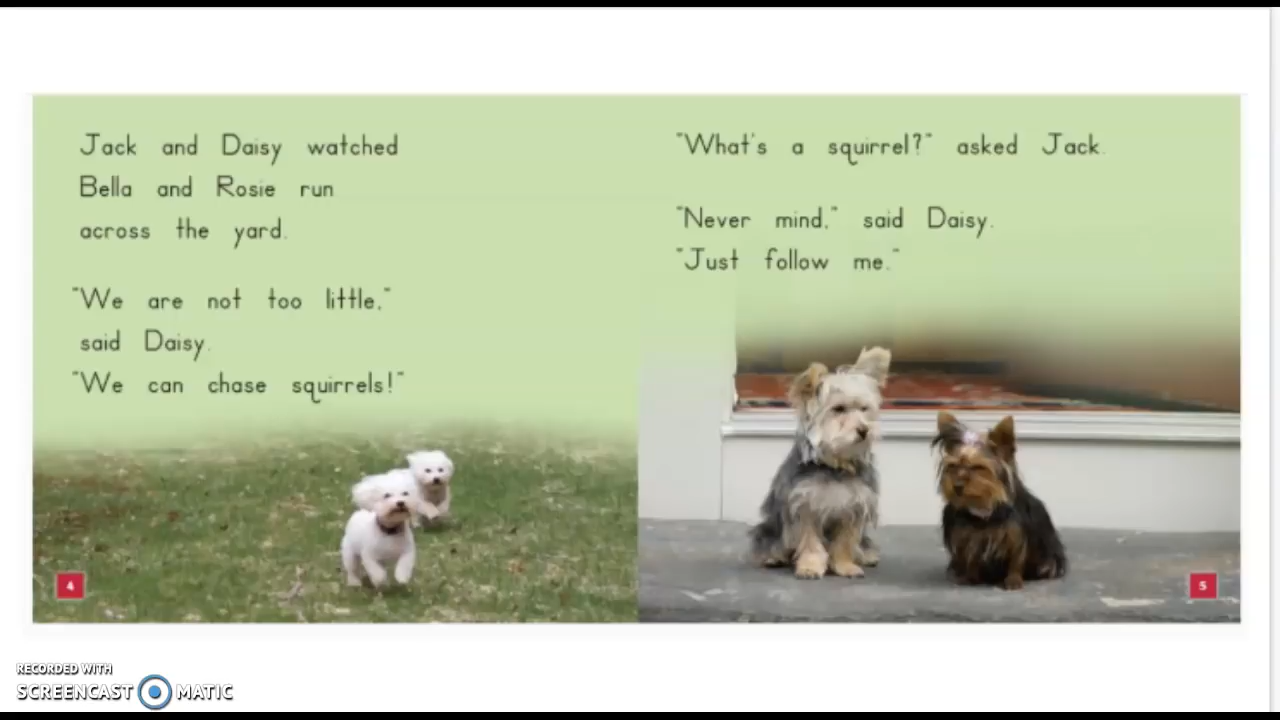 Jack and Daisy watched
Bella and Rosie run
across the yard.
"We are not too little,"
said Daisy.
"We can chase squirrels!"
4
"What's a squirrel?" asked Jack.
"Never mind," said Daisy.
"Just follow me."
5
RECORDED WITH
SCREENCAST MATIC